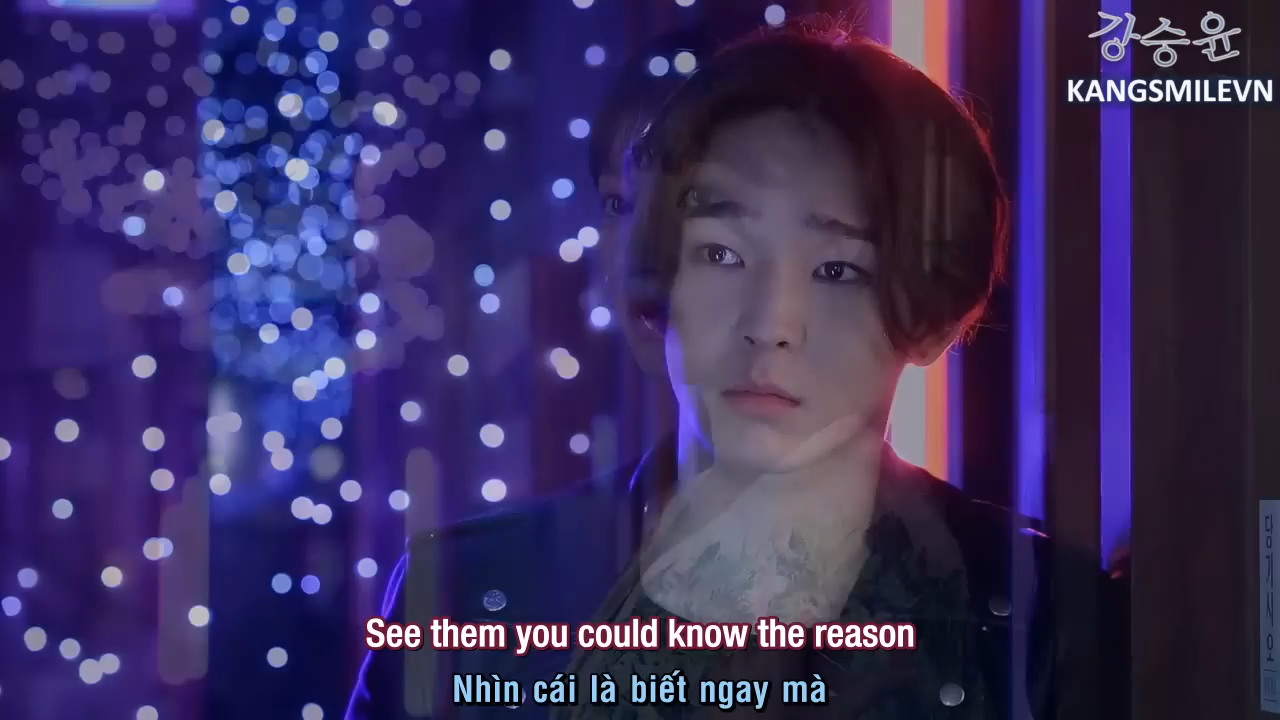 강승윤
KANGSMILEVN
See them you could know the reason
Nhìn cái là biết ngay mà